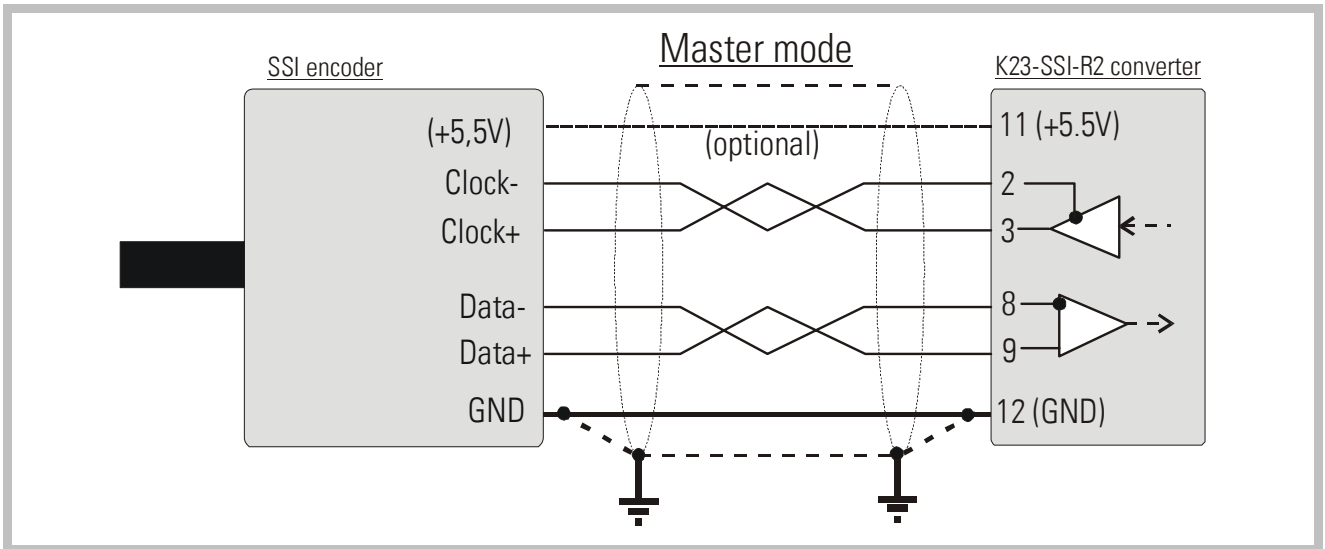 Master mode
SSI encoder
K23-SSI-R2 converter
(+5,5V)
(optional)
11 (+5.5V)
Clock-
2
Clock+
3
Data-
8
Data+
9
GND
12 (GND)